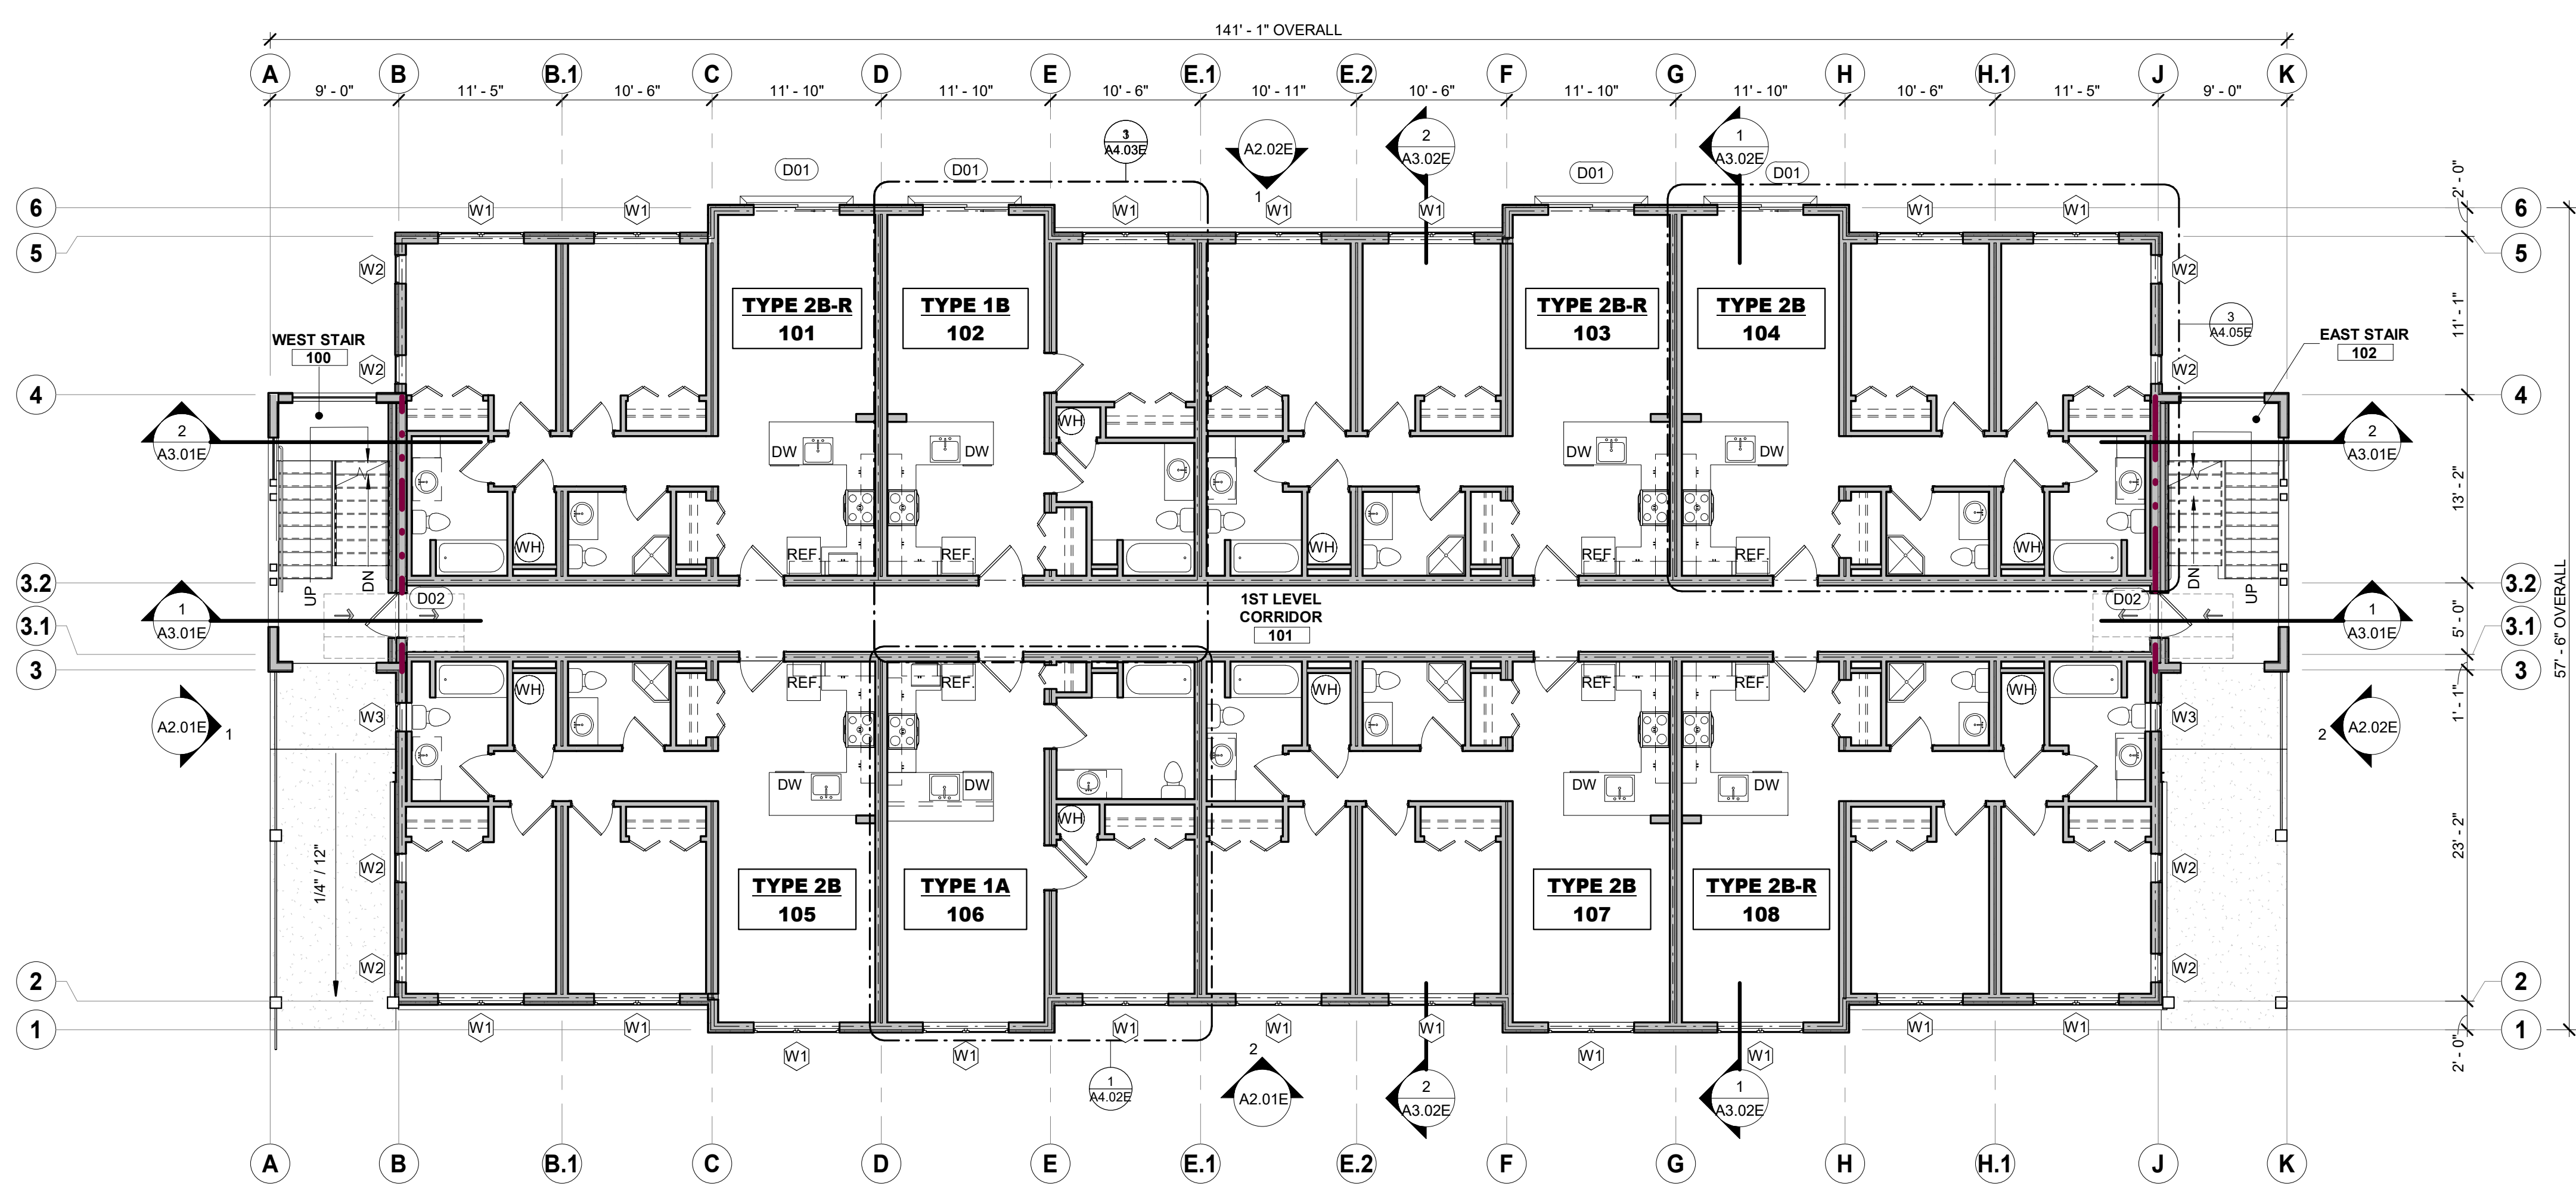 141' - 1" OVERALL
A B B.1 C D E E.1 E.2 F G H H.1 J K
9' - 0" 11' - 5" 10' - 6" 11' - 10" 11' - 10" 10' - 6" 10' - 11" 10' - 6" 11' - 10" 11' - 10" 10' - 6" 11' - 5" 9' - 0"
3
A4.03E
A2.02E
1
2
A3.02E
1
A3.02E
D01 D01 D01 D01
6 W1 W1 W1 W1 W1 W1 W1 6
2' - 0"
5 W2 W2 5
TYPE 2B-R
101
TYPE 1B
102
TYPE 2B-R
103
TYPE 2B
104
3
A4.05E
11' - 1"
WEST STAIR
100
EAST STAIR
102
W2 W2
4 4
2
A3.01E
2
A3.01E
WH
DW DW DW DW
13' - 2"
WH REF. REF. WH REF. REF. WH
3.2 UP DN DN UP 3.2
D02 D02
1
A3.01E
1ST LEVEL
CORRIDOR
101
1
A3.01E
5' - 0"
57' - 6" OVERALL
3.1 3.1
3 3
WH REF. REF. WH REF. REF. WH
A2.01E
1
W3 W3
2
A2.02E
1' - 1"
DW DW DW DW
WH
1/4" / 12"
W2 W2
23' - 2"
TYPE 2B
105
TYPE 1A
106
TYPE 2B
107
TYPE 2B-R
108
W2 W2
2 2
1 W1 W1 W1 W1 W1 W1 W1 1
W1 W1 W1 W1
2' - 0"
1
A4.02E
2
A2.01E
2
A3.02E
1
A3.02E
A B B.1 C D E E.1 E.2 F G H H.1 J K